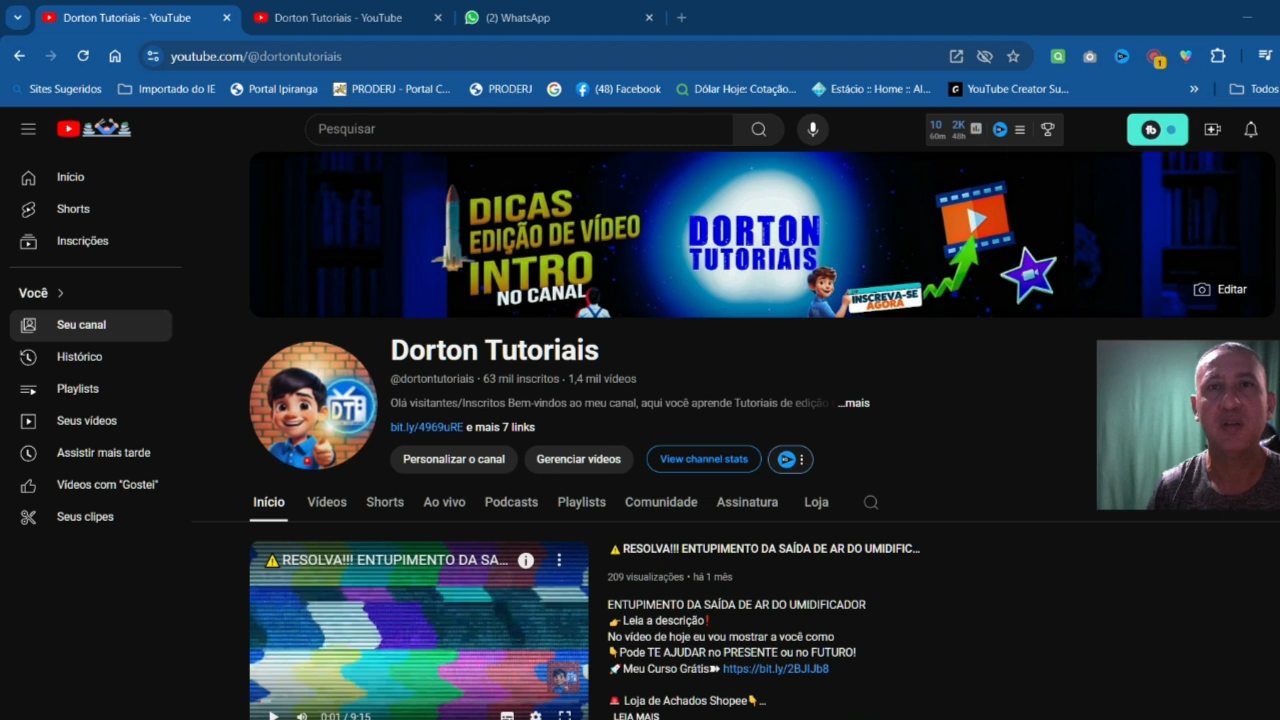 Dorton Tutoriais - YouTube
Dorton Tutoriais - YouTube
(2) WhatsApp
youtube.com/@dortontutoriais
1
Sites Sugeridos
Importado do IE
Portal Ipiranga
PRODERJ - Portal C...
PRODERJ
(48) Facebook
Dólar Hoje: Cotação...
Estácio :: Home :: Al...
YouTube Creator Su...
Todos
Pesquisar
10 2K
60m 48h
tb
Início
Shorts
Inscrições
Você
Seu canal
Histórico
Playlists
Seus vídeos
Assistir mais tarde
Vídeos com "Gostei"
Seus clipes
DICAS
EDIÇÃO DE VÍDEO
INTRO
NO CANAL
DORTON
TUTORIAIS
INSCREVA-SE
AGORA
Editar
DT
Dorton Tutoriais
@dortontutoriais · 63 mil inscritos · 1,4 mil vídeos
Olá visitantes/Inscritos Bem-vindos ao meu canal, aqui você aprende Tutoriais de edição ...mais
bit.ly/4969uRE e mais 7 links
Personalizar o canal
Gerenciar vídeos
View channel stats
Início
Vídeos
Shorts
Ao vivo
Podcasts
Playlists
Comunidade
Assinatura
Loja
⚠️RESOLVA!!! ENTUPIMENTO DA SA...
0:01 / 9:15
⚠️RESOLVA!!! ENTUPIMENTO DA SAÍDA DE AR DO UMIDIFIC...
209 visualizações • há 1 mês
ENTUPIMENTO DA SAÍDA DE AR DO UMIDIFICADOR
👉Leia a descrição❗
No vídeo de hoje eu vou mostrar a você como
👇Pode TE AJUDAR no PRESENTE ou no FUTURO!
🚀Meu Curso Grátis➽ https://bit.ly/2BJIJb8
🚨 Loja de Achados Shopee👇...
LEIA MAIS